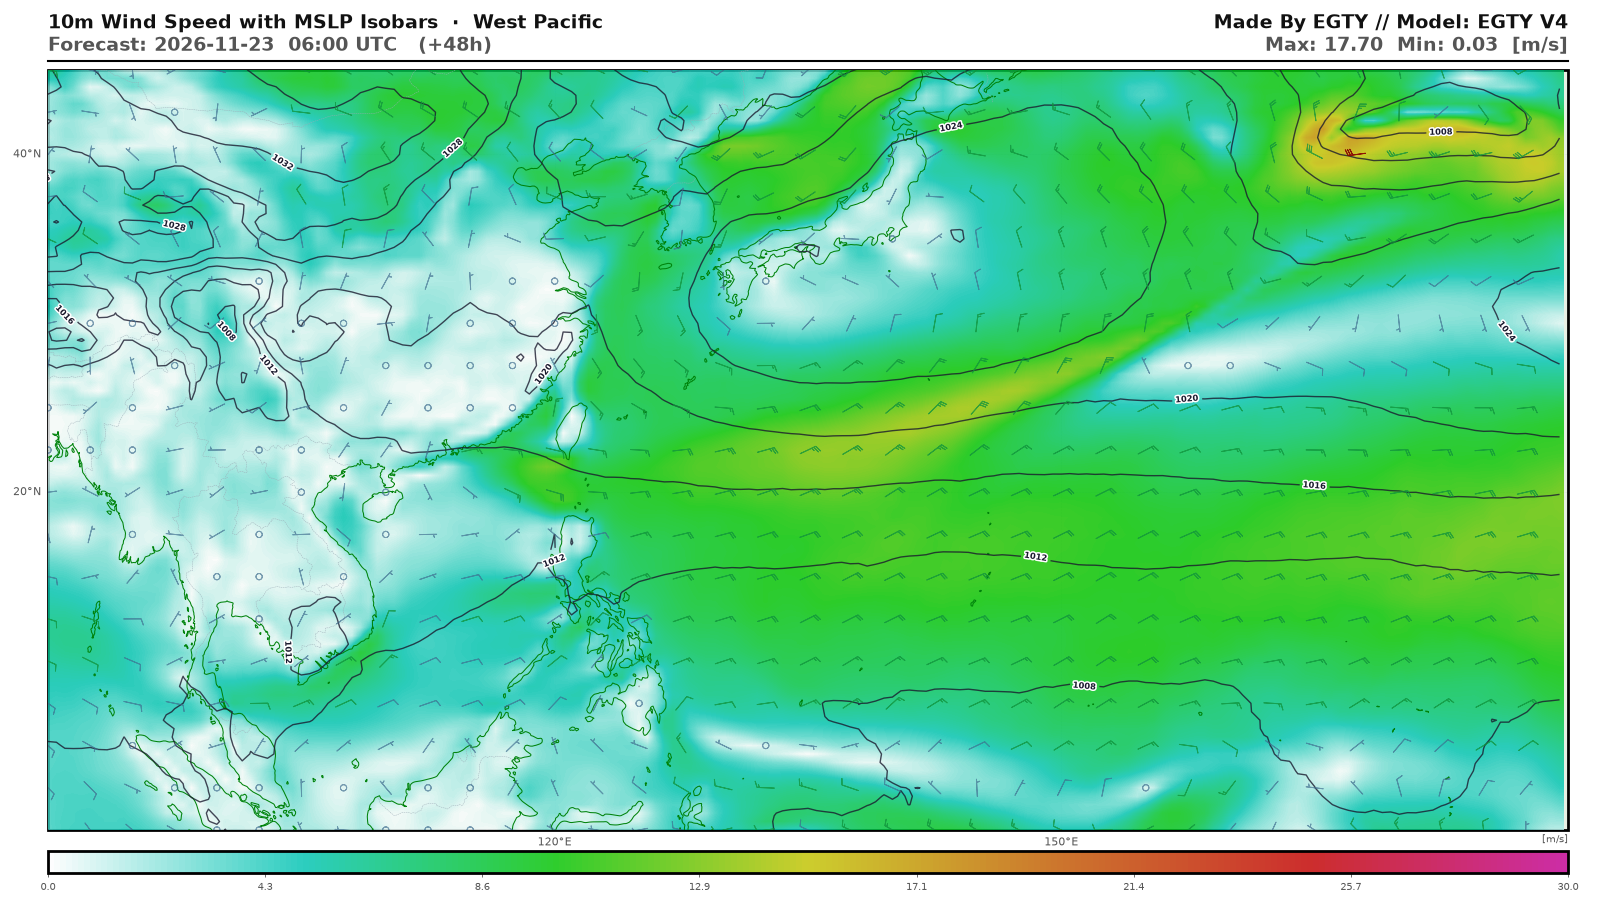 10m Wind Speed with MSLP Isobars · West Pacific
Made By EGTY // Model: EGTY V4
Forecast: 2026-11-23 06:00 UTC (+48h)
Max: 17.70 Min: 0.03 [m/s]
1024
1008
40°N
1028
1032
1028
1016
1008
1024
1012
1020
1020
20°N
1016
1012
1012
1012
1008
120°E
150°E
[m/s]
0.0
4.3
8.6
12.9
17.1
21.4
25.7
30.0